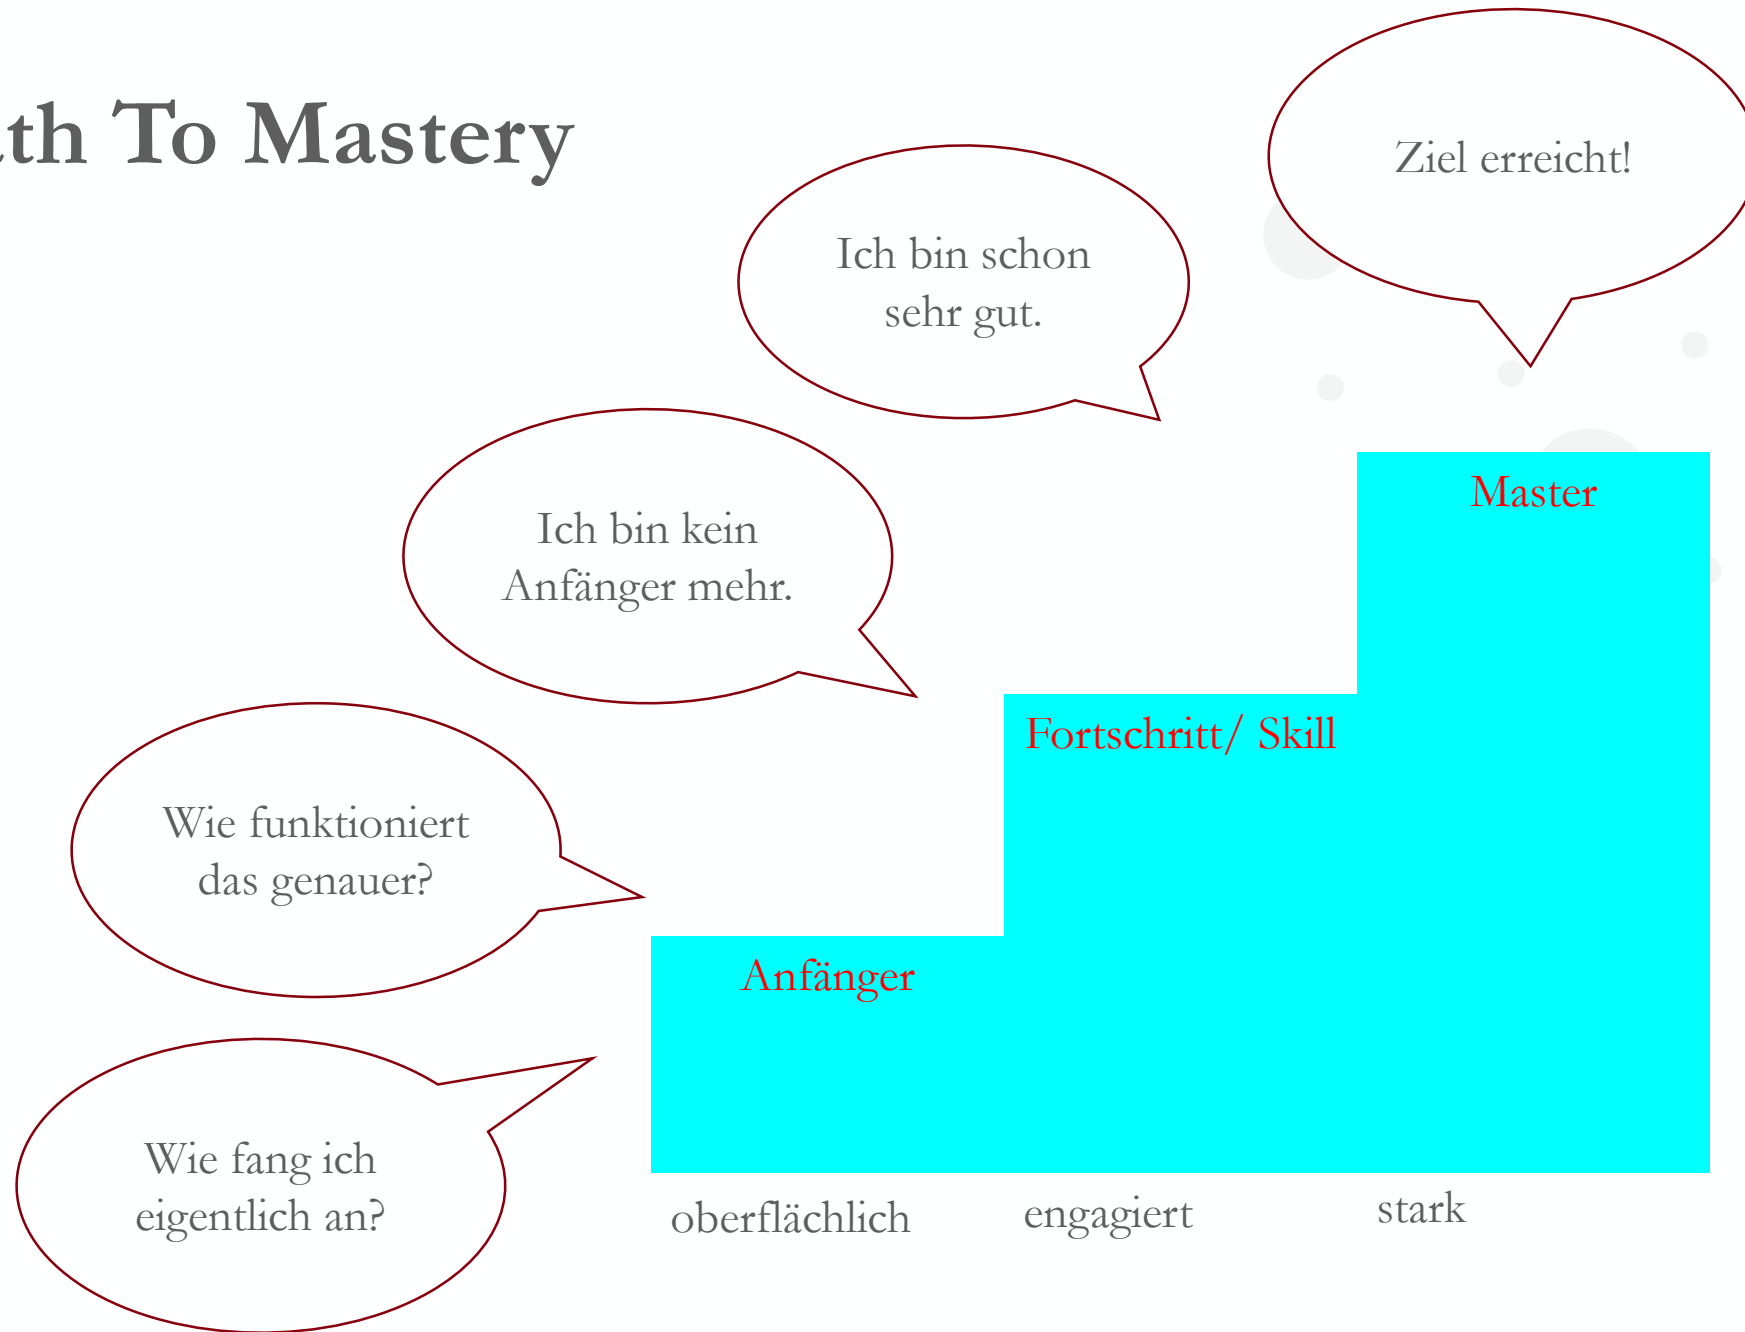 th To Mastery
Ziel erreicht!
Ich bin schon
sehr gut.
Ich bin kein
Anfänger mehr.
Wie funktioniert
das genauer?
Wie fang ich
eigentlich an?
Master
Fortschritt/ Skill
Anfänger
oberflächlich
engagiert
stark